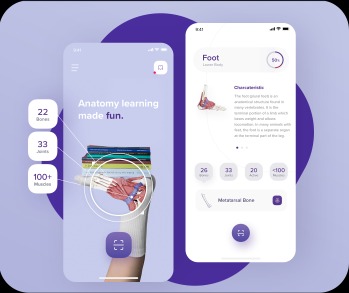 9:41
Anatomy learning
made fun.
22
Bones
33
Joints
100+
Muscles
9:41
Foot
Lower Body
50%
Characteristic
The foot (plural: feet) is an
anatomical structure found in
many vertebrates. It is the
terminal portion of a limb which
bears weight and allows
locomotion. In many animals with
feet, the foot is a separate organ
at the terminal part of the leg
26
Bones
33
Joints
20
Muscles
<100
Muscles
Metatarsal Bone